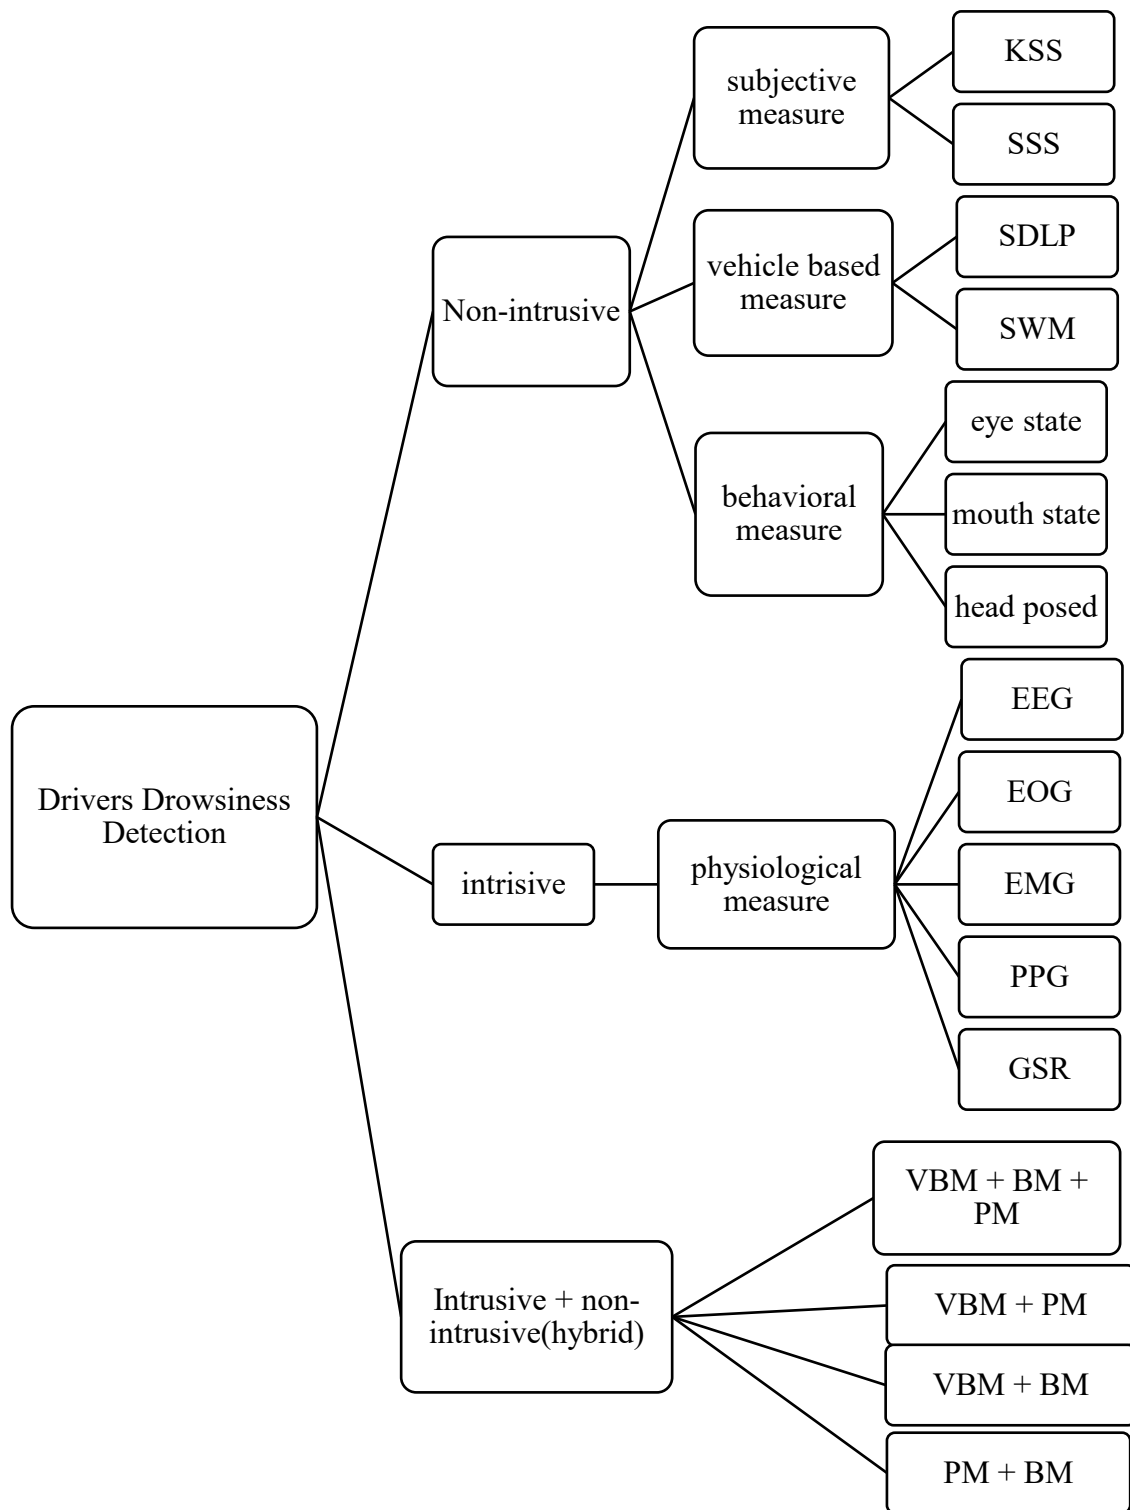 Drivers Drowsiness
Detection
Non-intrusive
subjective
measure
KSS
SSS
vehicle based
measure
SDLP
SWM
behavioral
measure
eye state
mouth state
head posed
intrisive
physiological
measure
EEG
EOG
EMG
PPG
GSR
Intrusive + non-
intrusive(hybrid)
VBM + BM +
PM
VBM + PM
VBM + BM
PM + BM